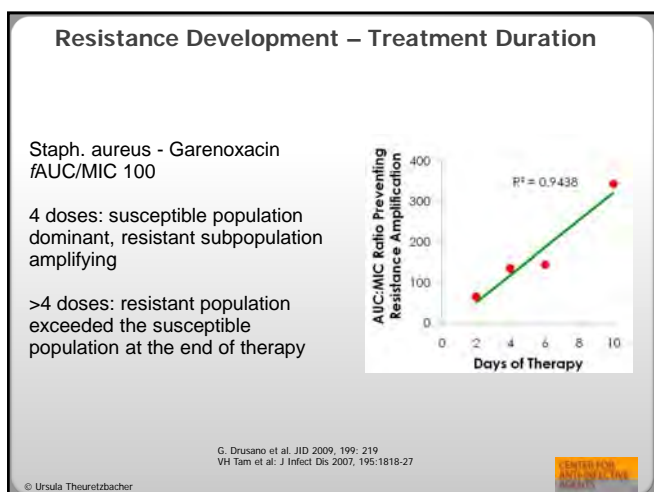 Resistance Development – Treatment Duration
Staph. aureus - Garenoxacin
fAUC/MIC 100
4 doses: susceptible population
dominant, resistant subpopulation
amplifying
>4 doses: resistant population
exceeded the susceptible
population at the end of therapy
AUC:MIC Ratio Preventing
Resistance Amplification
400
300
200
100
0
R² = 0.9438
0 2 4 6 8 10
Days of Therapy
G. Drusano et al. JID 2009, 199: 219
VH Tam et al: J Infect Dis 2007, 195:1818-27
© Ursula Theuretzbacher
CENTER FOR
ANTI-INFECTIVE
AGENTS